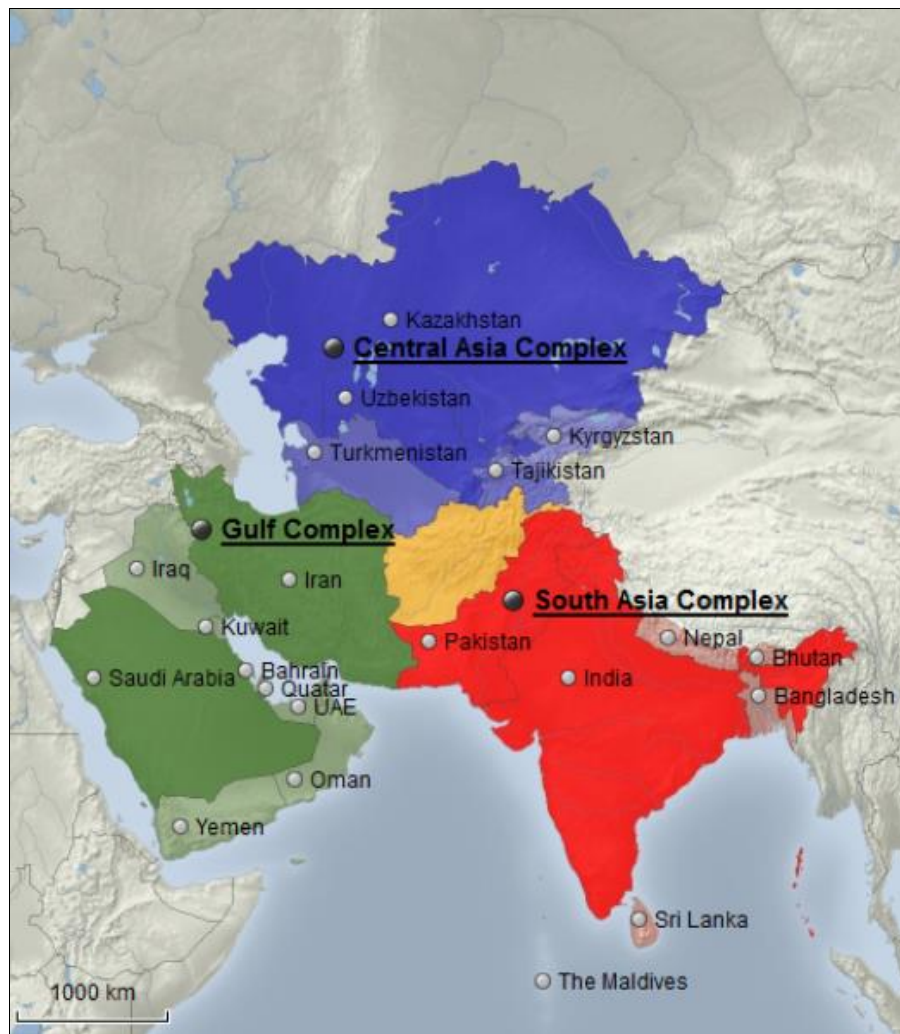 Kazakhstan
Central Asia Complex
Uzbekistan
Kyrgyzstan
Turkmenistan
Tajikistan
Gulf Complex
Iraq
Iran
South Asia Complex
Kuwait
Pakistan
Nepal
Bhutan
Saudi Arabia
Bahrain
India
Quatar
Bangladesh
UAE
Oman
Yemen
Sri Lanka
The Maldives
1000 km